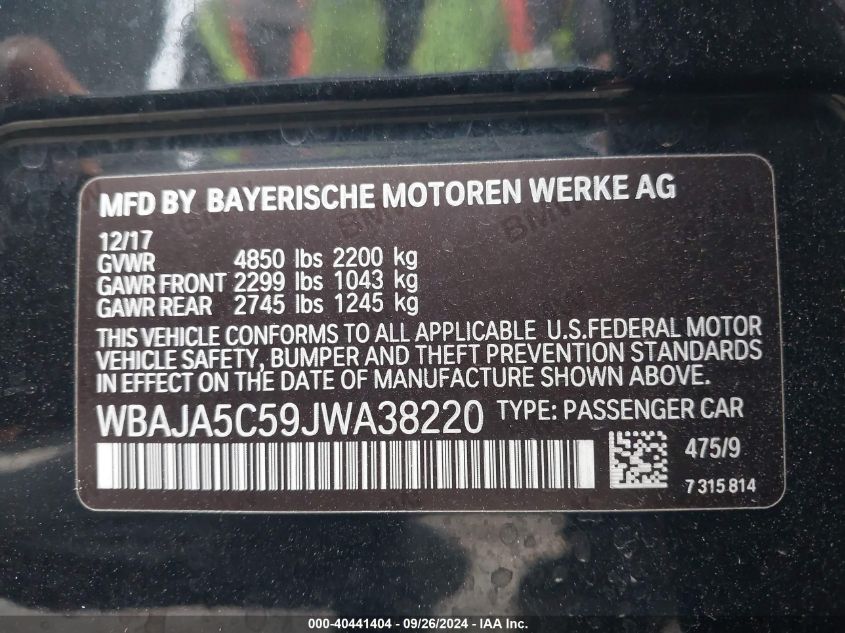 MFD BY BAYERISCHE MOTOREN WERKE AG
12/17
GVWR 4850 lbs 2200 kg
GAWR FRONT 2299 lbs 1043 kg
GAWR REAR 2745 lbs 1245 kg
THIS VEHICLE CONFORMS TO ALL APPLICABLE U.S.FEDERAL MOTOR
VEHICLE SAFETY, BUMPER AND THEFT PREVENTION STANDARDS
IN EFFECT ON THE DATE OF MANUFACTURE SHOWN ABOVE.
WBAJA5C59JWA38220 TYPE: PASSENGER CAR
475/9
7 315 814
000-40441404 - 09/26/2024 - IAA Inc.